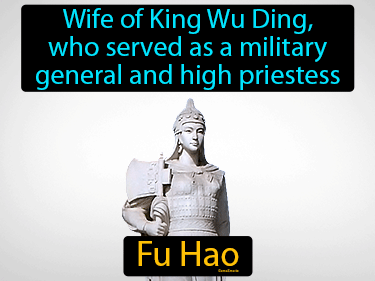 Wife of King Wu Ding,
who served as a military
general and high priestess
Fu Hao